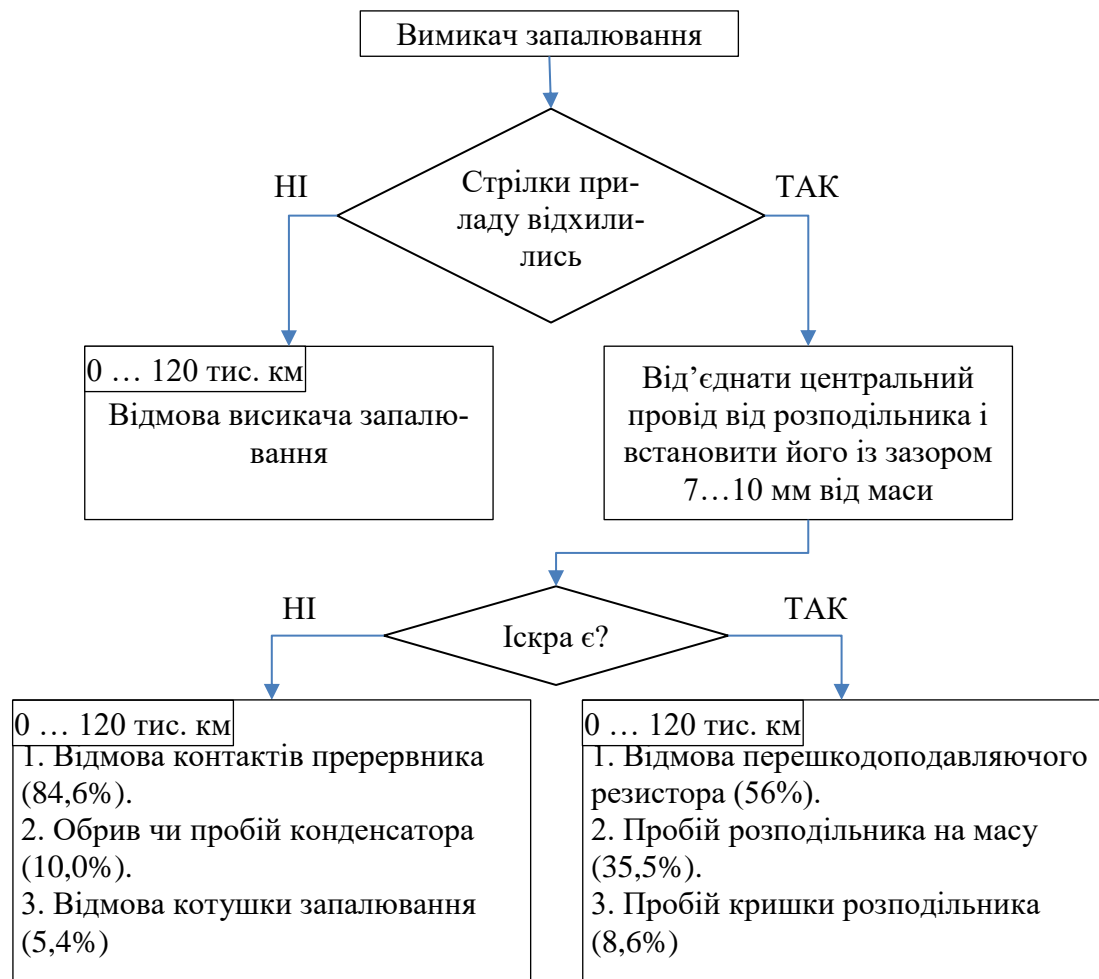 Вимикач запалювання
Стрілки при-
ладу відхили-
лись
НІ
ТАК
0 … 120 тис. км
Відмова висикача запалю-
вання
Від’єднати центральний
провід від розподільника і
встановити його із зазором
7…10 мм від маси
Іскра є?
НІ
ТАК
0 … 120 тис. км
1. Відмова контактів прерервника
(84,6%).
2. Обрив чи пробій конденсатора
(10,0%).
3. Відмова котушки запалювання
(5,4%)
0 … 120 тис. км
1. Відмова перешкодоподавляючого
резистора (56%).
2. Пробій розподільника на масу
(35,5%).
3. Пробій кришки розподільника
(8,6%)